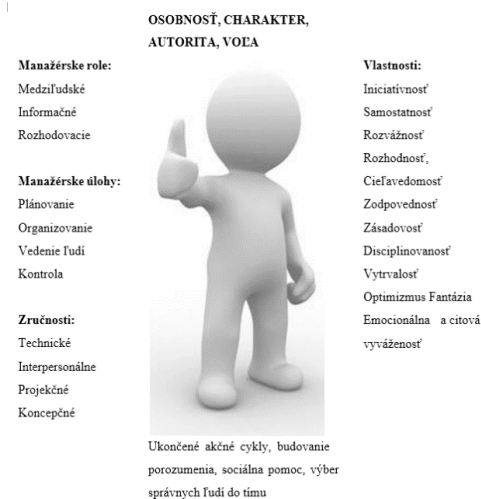 OSOBNOSŤ, CHARAKTER,
AUTORITA, VOĽA
Manažérske role:
Medziľudské
Informačné
Rozhodovacie
Manažérske úlohy:
Plánovanie
Organizovanie
Vedenie ľudí
Kontrola
Zručnosti:
Technické
Interpersonálne
Projekčné
Koncepčné
Vlastnosti:
Iniciatívnosť
Samostatnosť
Rozvážnosť
Rozhodnosť,
Cieľavedomosť
Zodpovednosť
Zásadovosť
Disciplinovanosť
Vytrvalosť
Optimizmus Fantázia
Emocionálna a citová
vyváženosť
Ukončené akčné cykly, budovanie
porozumenia, sociálna pomoc, výber
správnych ľudí do tímu